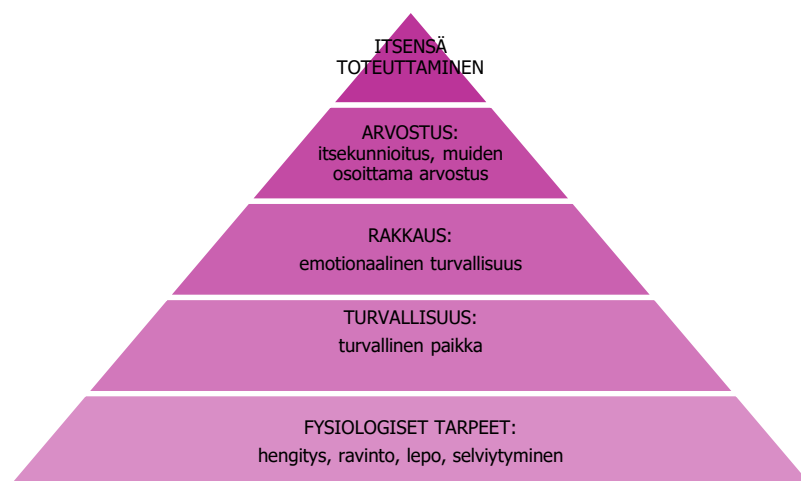 ITSENSÄ
TOTEUTTAMINEN
ARVOSTUS:
itsekunnioitus, muiden
osoittama arvostus
RAKKAUS:
emotionaalinen turvallisuus
TURVALLISUUS:
turvallinen paikka
FYSIOLOGISET TARPEET:
hengitys, ravinto, lepo, selviytyminen